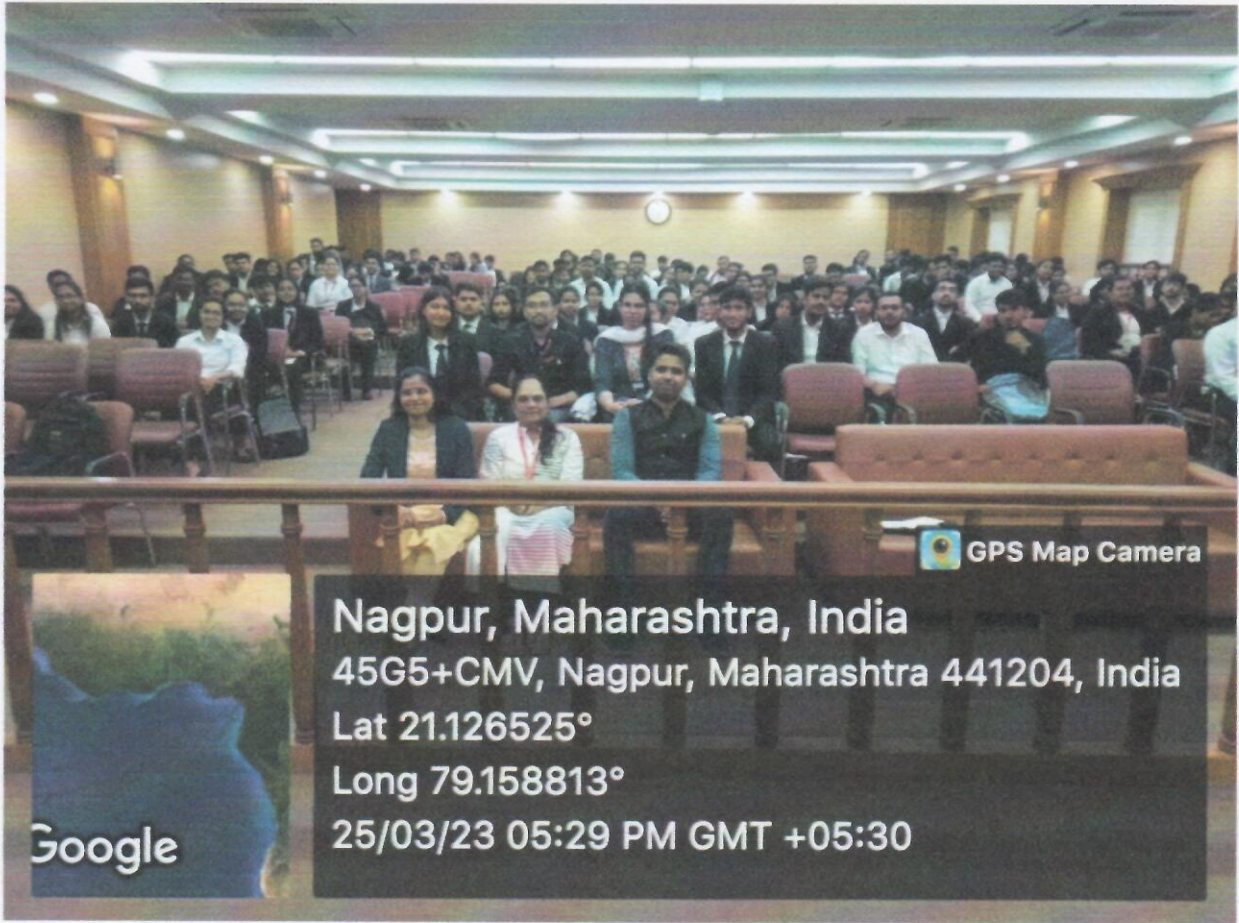 GPS Map Camera
Nagpur, Maharashtra, India
45G5+CMV, Nagpur, Maharashtra 441204, India
Lat 21.126525°
Long 79.158813°
25/03/23 05:29 PM GMT +05:30
Google